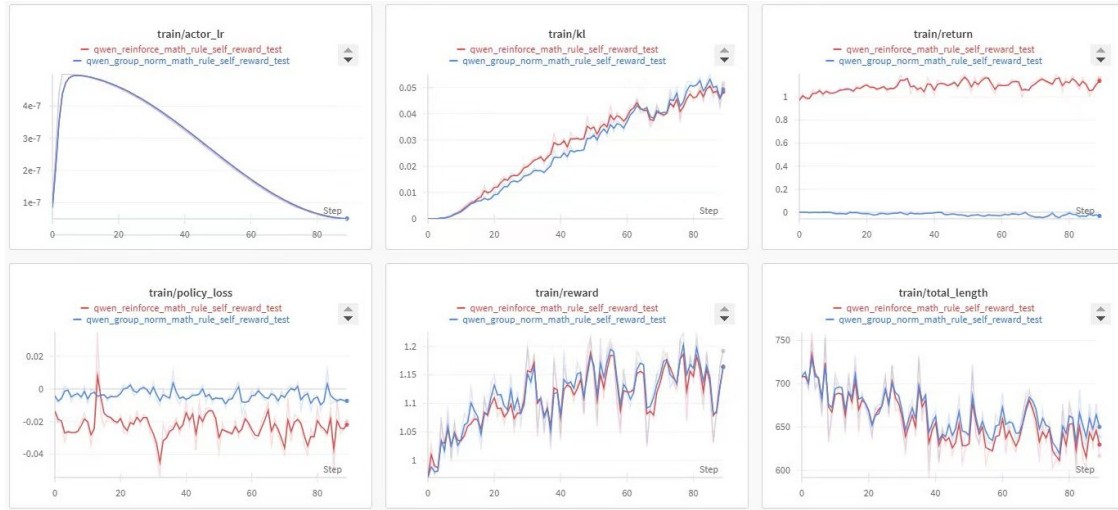 train/actor_lr
qwen_reinforce_math_rule_self_reward_test
qwen_group_norm_math_rule_self_reward_test
4e-7
3e-7
2e-7
1e-7
Step
0
20
40
60
80
train/kl
qwen_reinforce_math_rule_self_reward_test
qwen_group_norm_math_rule_self_reward_test
0.05
0.04
0.03
0.02
0.01
0
Step
0
20
40
60
80
train/return
qwen_reinforce_math_rule_self_reward_test
qwen_group_norm_math_rule_self_reward_test
1
0.8
0.6
0.4
0.2
0
Step
0
20
40
60
80
train/policy_loss
qwen_reinforce_math_rule_self_reward_test
qwen_group_norm_math_rule_self_reward_test
0.02
0
-0.02
-0.04
Step
0
20
40
60
80
train/reward
qwen_reinforce_math_rule_self_reward_test
qwen_group_norm_math_rule_self_reward_test
1.2
1.15
1.1
1.05
1
Step
0
20
40
60
80
train/total_length
qwen_reinforce_math_rule_self_reward_test
qwen_group_norm_math_rule_self_reward_test
750
700
650
600
Step
0
20
40
60
80